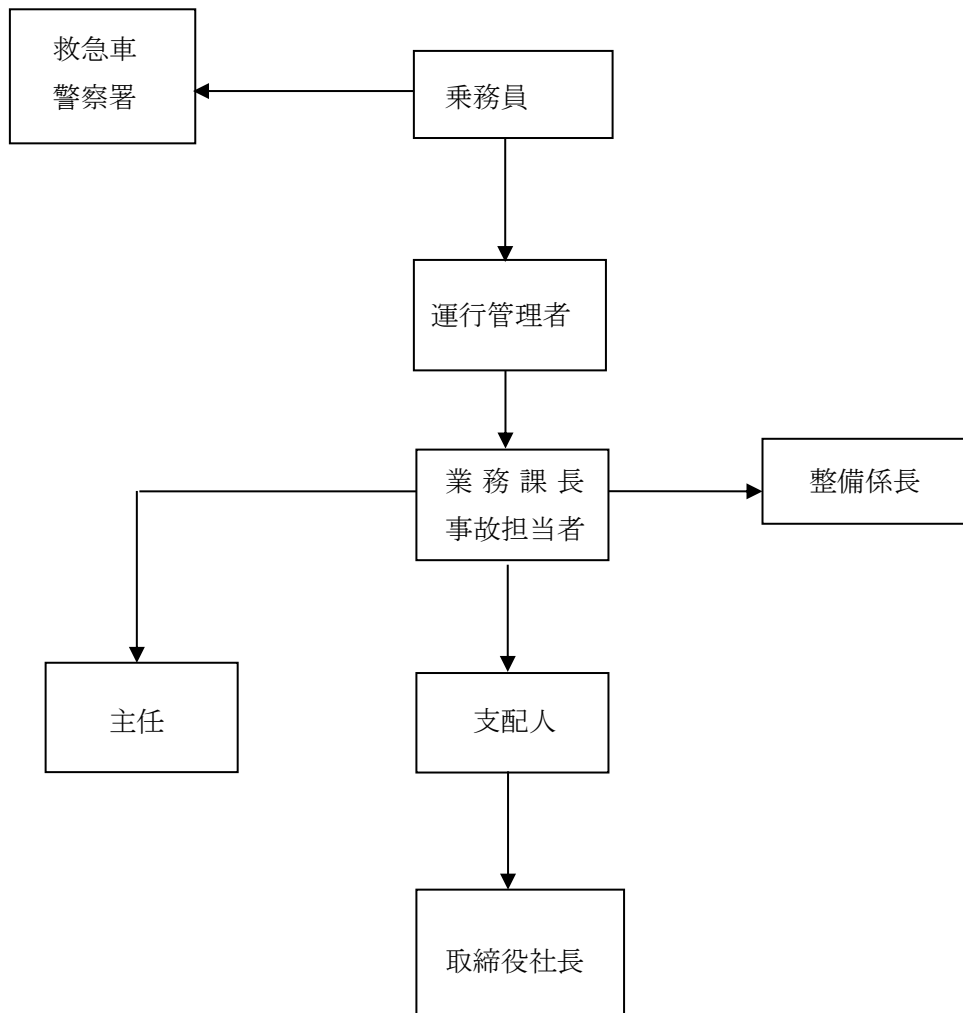 救急車
警察署
乗務員
運行管理者
業務課長
事故担当者
整備係長
主任
支配人
取締役社長